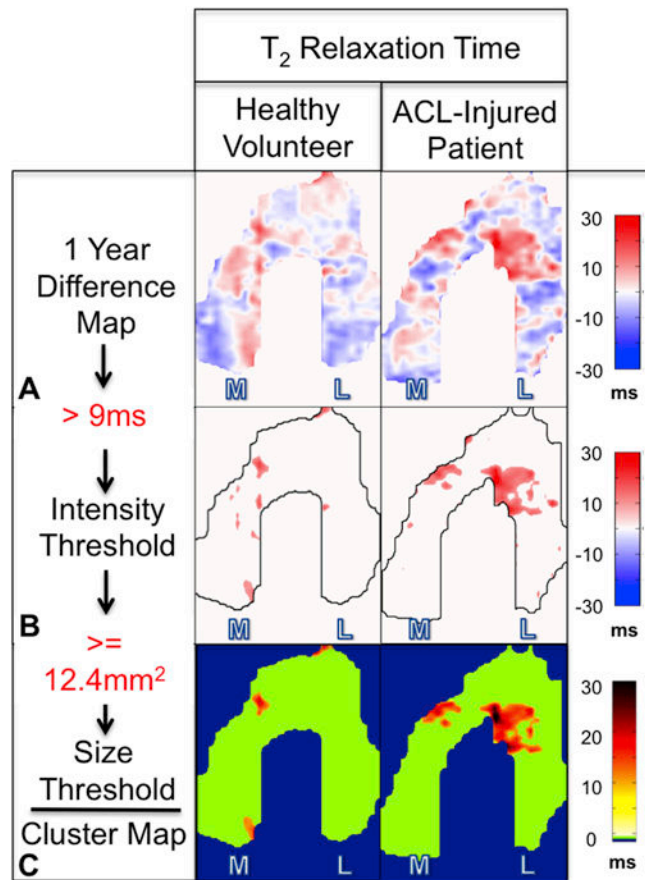 T₂ Relaxation Time
Healthy
Volunteer
ACL-Injured
Patient
1 Year
Difference
Map
A
> 9ms
M
L
M
L
30
10
-10
-30
ms
Intensity
Threshold
B
M
L
M
L
30
10
-10
-30
ms
>=
12.4mm²
Size
Threshold
Cluster Map
C
M
L
M
L
30
20
10
0
ms